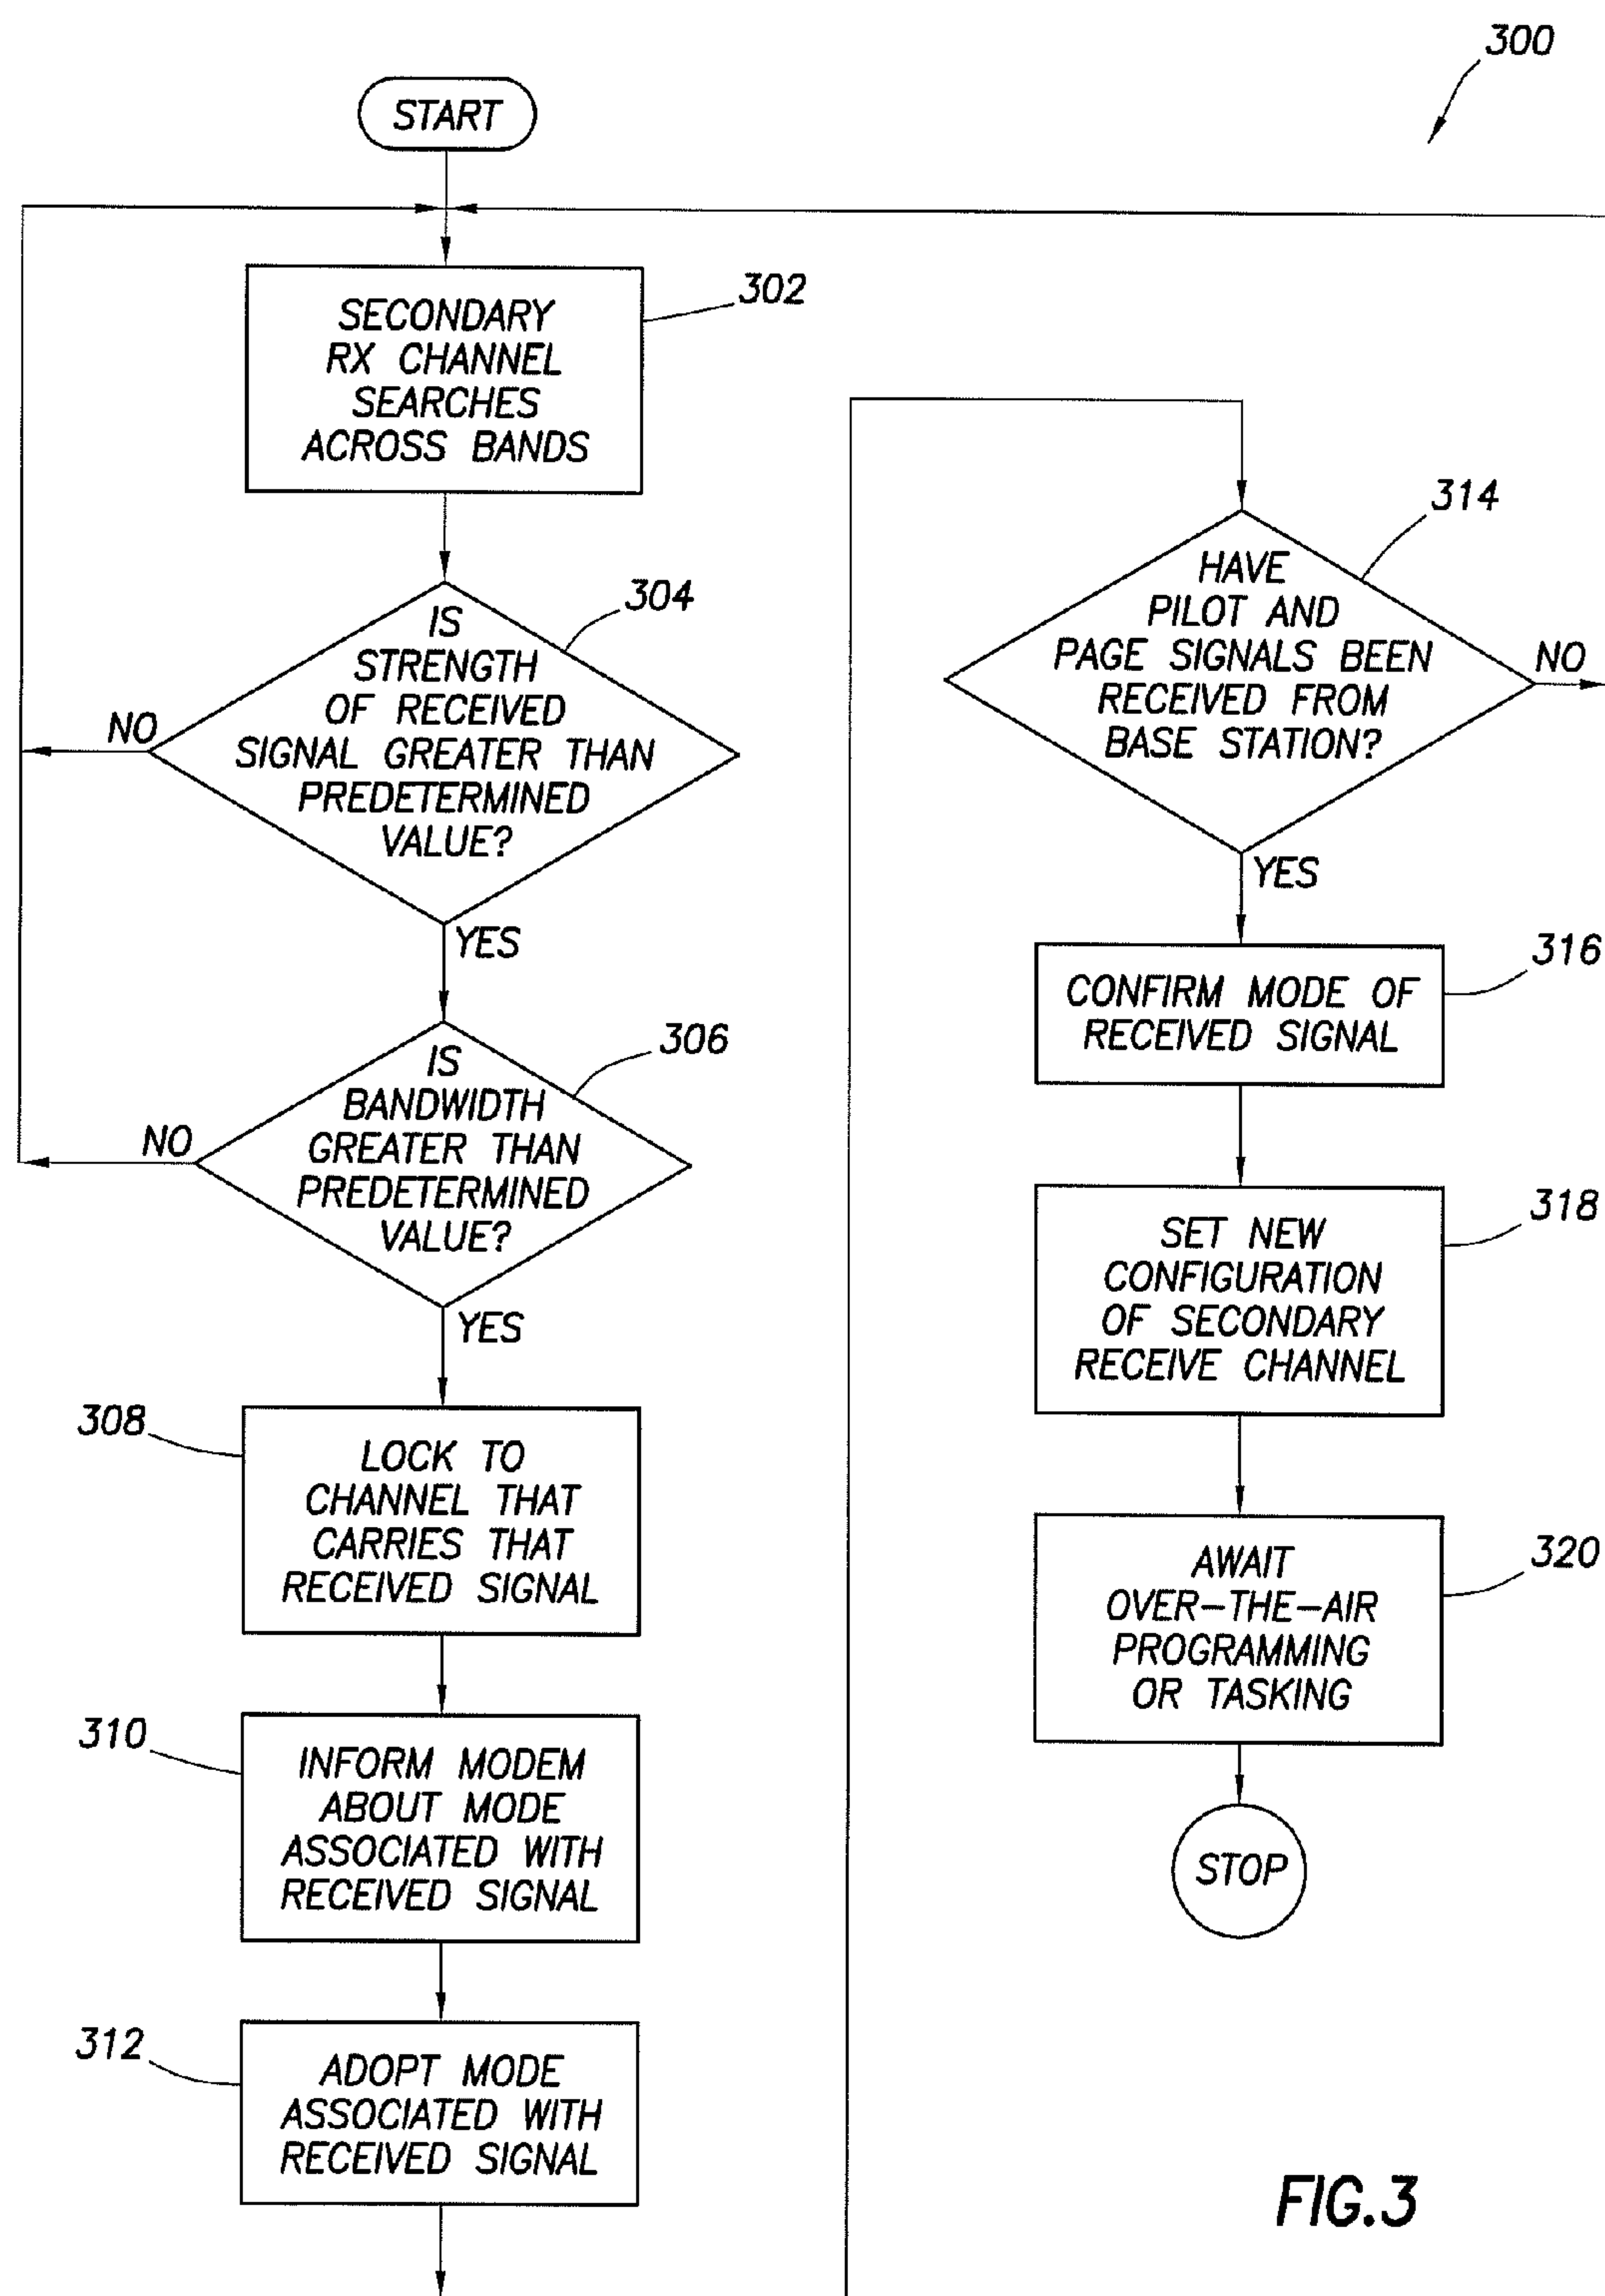 300
START
302
SECONDARY
RX CHANNEL
SEARCHES
ACROSS BANDS
304
IS
STRENGTH
OF RECEIVED
SIGNAL GREATER THAN
PREDETERMINED
VALUE?
NO
YES
306
IS
BANDWIDTH
GREATER THAN
PREDETERMINED
VALUE?
NO
YES
308
LOCK TO
CHANNEL THAT
CARRIES THAT
RECEIVED SIGNAL
310
INFORM MODEM
ABOUT MODE
ASSOCIATED WITH
RECEIVED SIGNAL
312
ADOPT MODE
ASSOCIATED WITH
RECEIVED SIGNAL
314
HAVE
PILOT AND
PAGE SIGNALS BEEN
RECEIVED FROM
BASE STATION?
NO
YES
316
CONFIRM MODE OF
RECEIVED SIGNAL
318
SET NEW
CONFIGURATION
OF SECONDARY
RECEIVE CHANNEL
320
AWAIT
OVER-THE-AIR
PROGRAMMING
OR TASKING
STOP
FIG.3